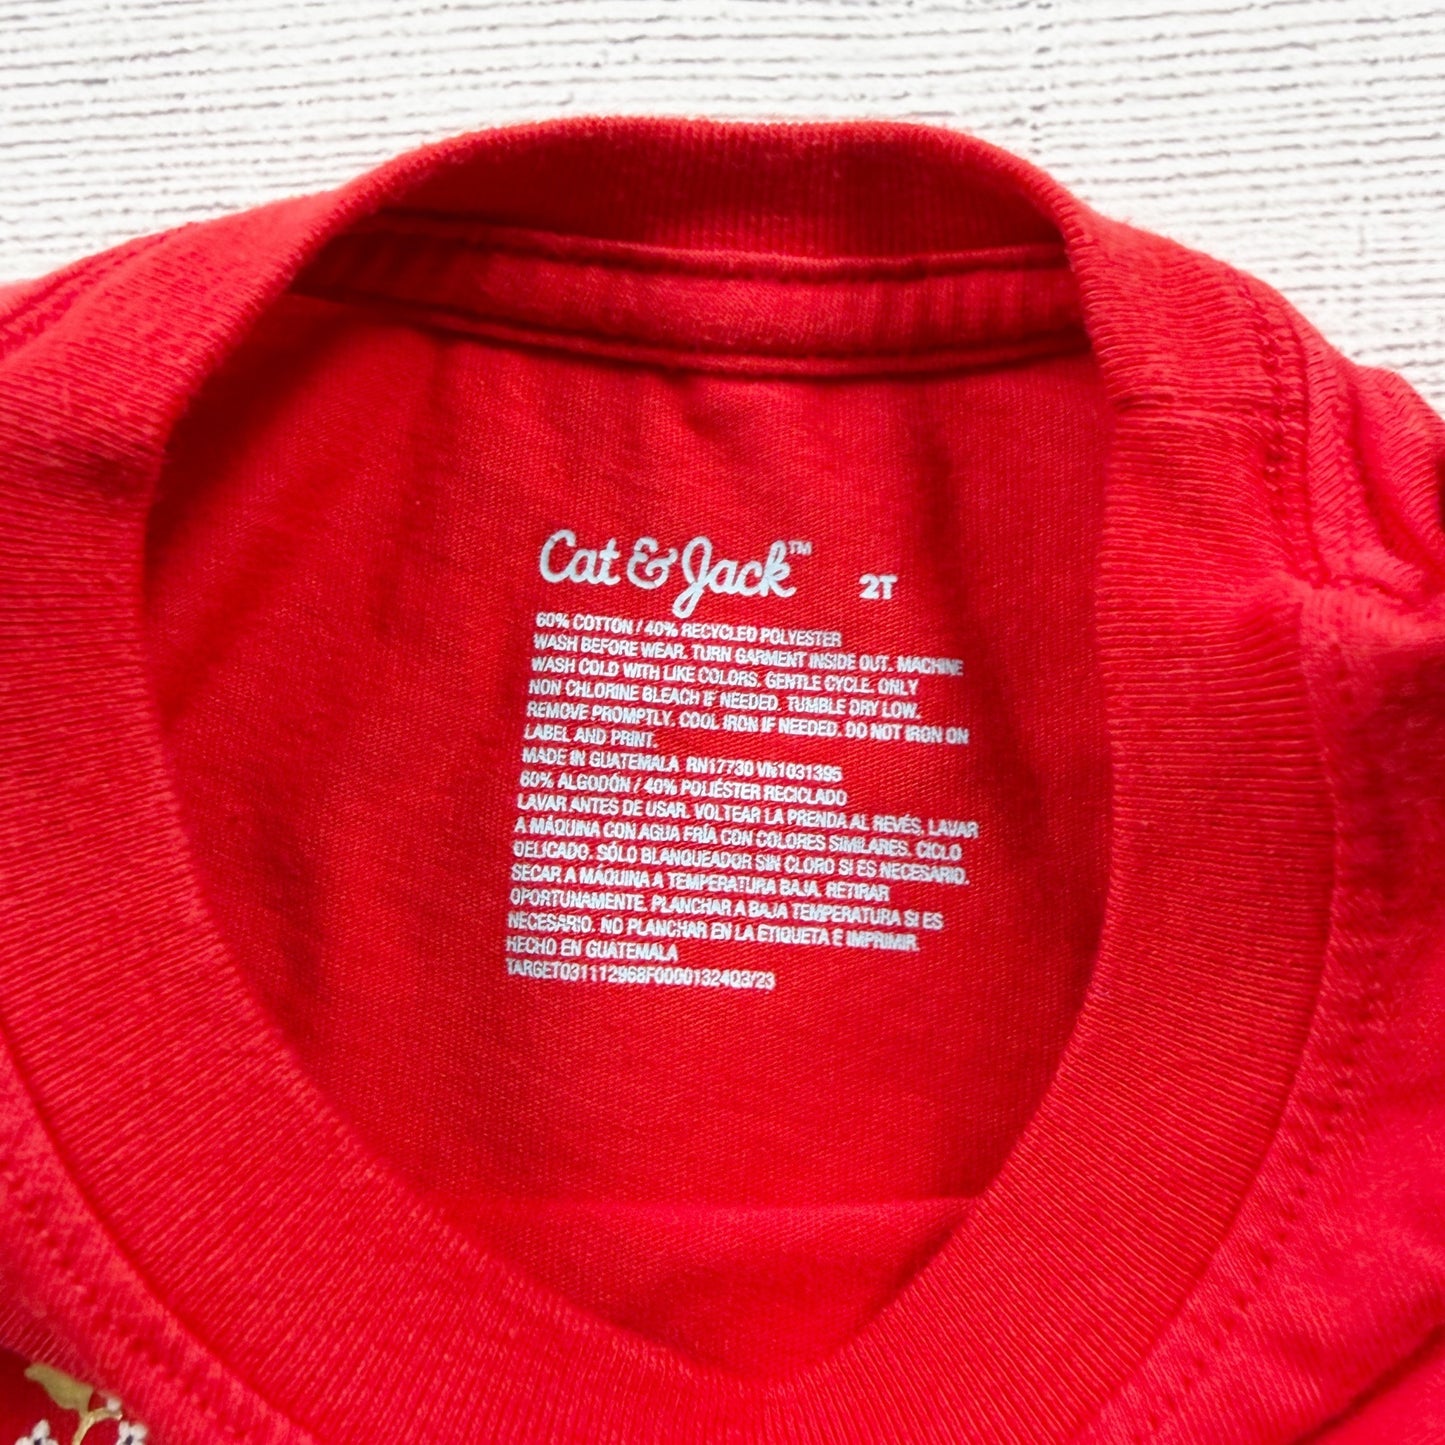 Cat & Jack™ 2T
60% COTTON / 40% RECYCLED POLYESTER
WASH BEFORE WEAR. TURN GARMENT INSIDE OUT. MACHINE
WASH COLD WITH LIKE COLORS. GENTLE CYCLE. ONLY
NON CHLORINE BLEACH IF NEEDED. TUMBLE DRY LOW.
REMOVE PROMPTLY. COOL IRON IF NEEDED. DO NOT IRON ON
LABEL AND PRINT.
MADE IN GUATEMALA RN17730 VN1031395
60% ALGODÓN / 40% POLIÉSTER RECICLADO
LAVAR ANTES DE USAR. VOLTEAR LA PRENDA AL REVÉS, LAVAR
A MÁQUINA CON AGUA FRÍA CON COLORES SIMILARES. CICLO
DELICADO. SÓLO BLANQUEADOR SIN CLORO SI ES NECESARIO.
SECAR A MÁQUINA A TEMPERATURA BAJA. RETIRAR
OPORTUNAMENTE. PLANCHAR A BAJA TEMPERATURA SI ES
NECESARIO. NO PLANCHAR EN LA ETIQUETA E IMPRIMIR.
HECHO EN GUATEMALA
TARGET031112968F00001324Q3/23